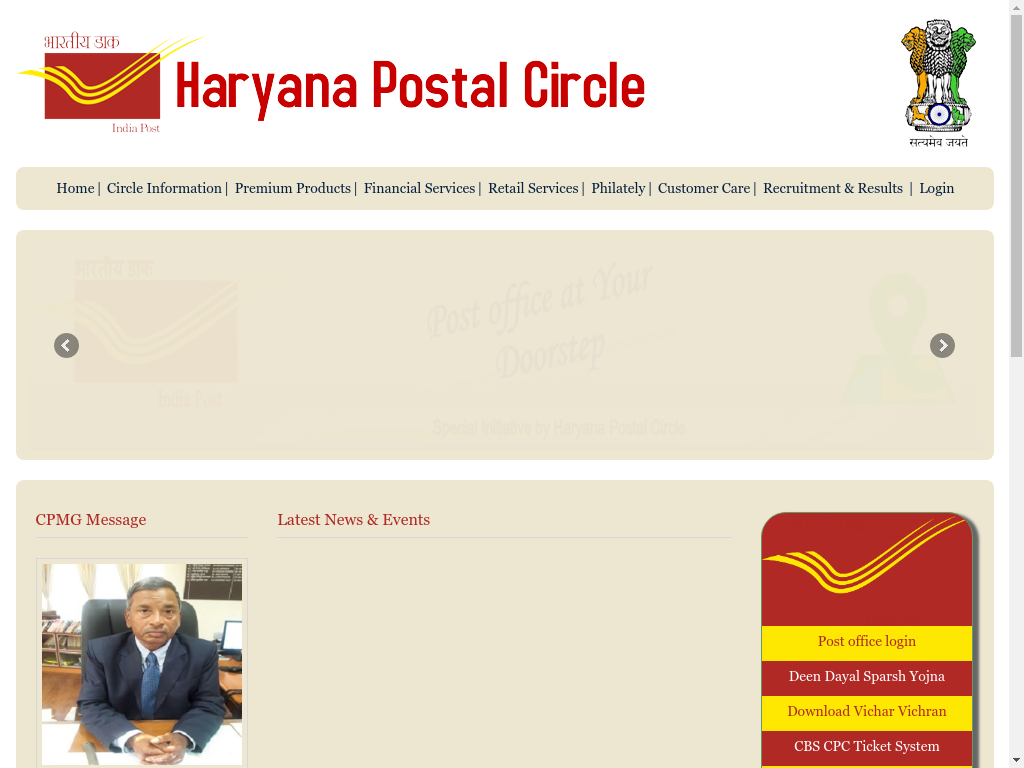 भारतीय डाक
India Post
Haryana Postal Circle
सत्यमेव जयते
Home | Circle Information | Premium Products | Financial Services | Retail Services | Philately | Customer Care | Recruitment & Results | Login
भारतीय डाक
India Post
Post office at Your
Doorstep
Special Initiative by Haryana Postal Circle
CPMG Message
Latest News & Events
Post office login
Deen Dayal Sparsh Yojna
Download Vichar Vichran
CBS CPC Ticket System